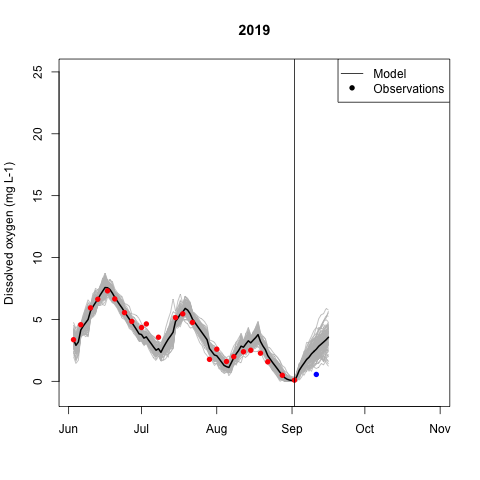 2019
Model
Observations
Dissolved oxygen (mg L-1)
25
20
15
10
5
0
Jun Jul Aug Sep Oct Nov